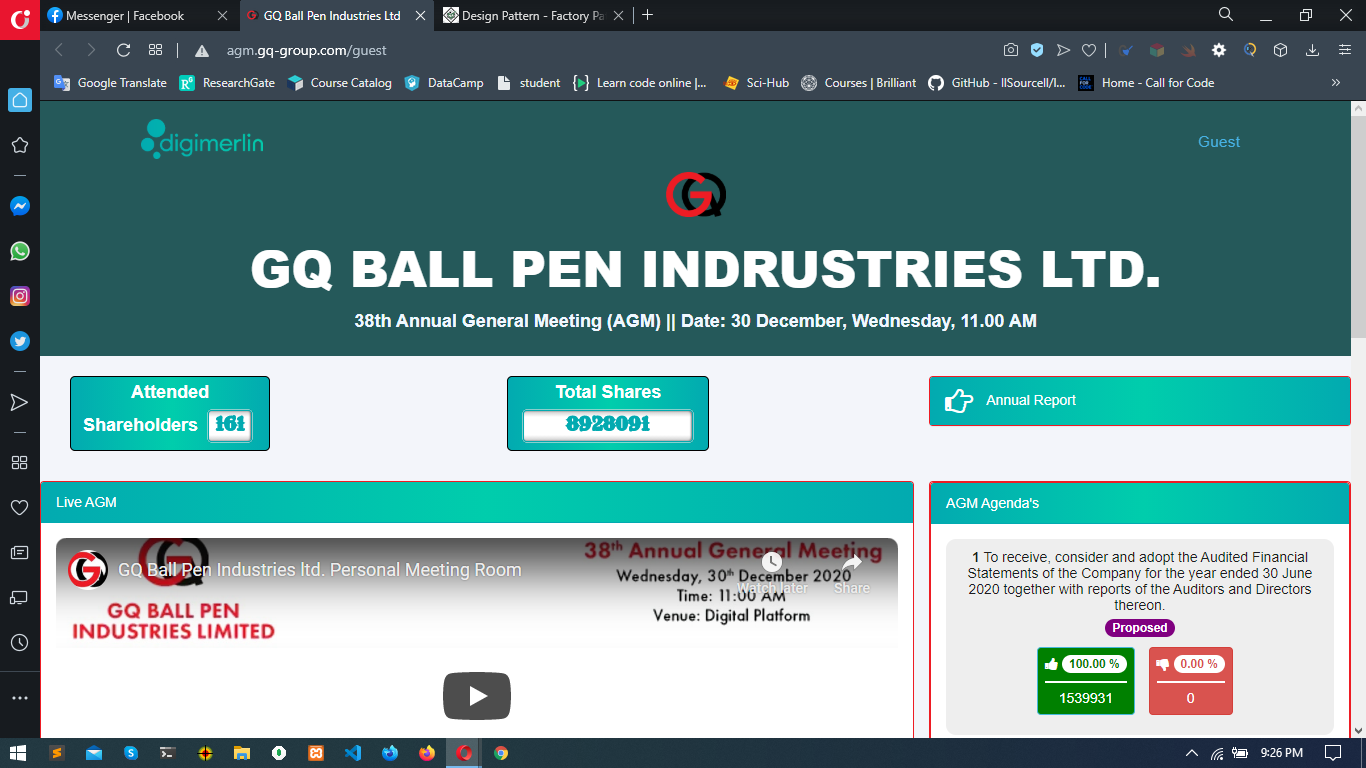 Messenger | Facebook
GQ Ball Pen Industries Ltd
Design Pattern - Factory Pa
agm.gq-group.com/guest
Google Translate
ResearchGate
Course Catalog
DataCamp
student
Learn code online |...
Sci-Hub
Courses | Brilliant
GitHub - llSourcell/I...
Home - Call for Code
digimerlin
Guest
GQ
GQ BALL PEN INDRUSTRIES LTD.
38th Annual General Meeting (AGM) || Date: 30 December, Wednesday, 11.00 AM
Attended
Shareholders 161
Total Shares
8928091
Annual Report
Live AGM
GQ Ball Pen Industries ltd. Personal Meeting Room
GQ BALL PEN
INDUSTRIES LIMITED
38th Annual General Meeting
Wednesday, 30th December 2020
Watch later
Share
Time: 11:00 AM
Venue: Digital Platform
AGM Agenda's
1 To receive, consider and adopt the Audited Financial
Statements of the Company for the year ended 30 June
2020 together with reports of the Auditors and Directors
thereon.
Proposed
100.00 %
1539931
0.00 %
0
9:26 PM